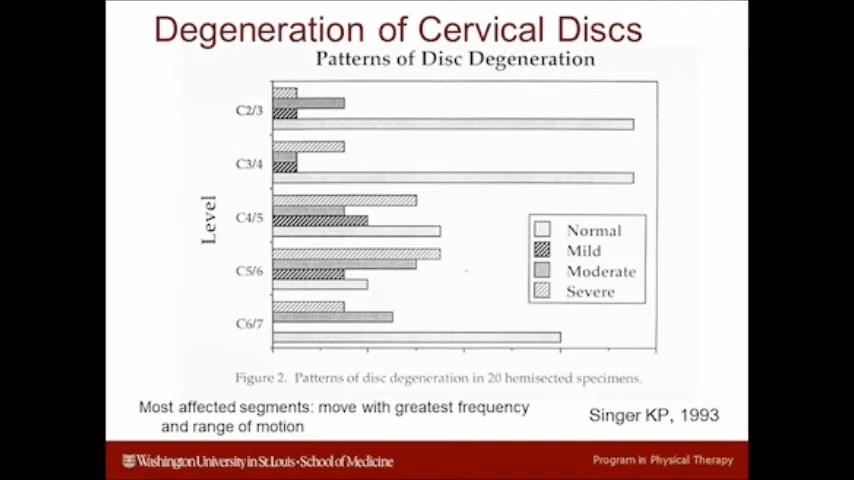 Degeneration of Cervical Discs
Patterns of Disc Degeneration
Level
C2/3
C3/4
C4/5
C5/6
C6/7
Normal
Mild
Moderate
Severe
Figure 2. Patterns of disc degeneration in 20 hemisected specimens.
Most affected segments: move with greatest frequency
and range of motion
Singer KP, 1993
Washington University in St. Louis • School of Medicine
Program in Physical Therapy